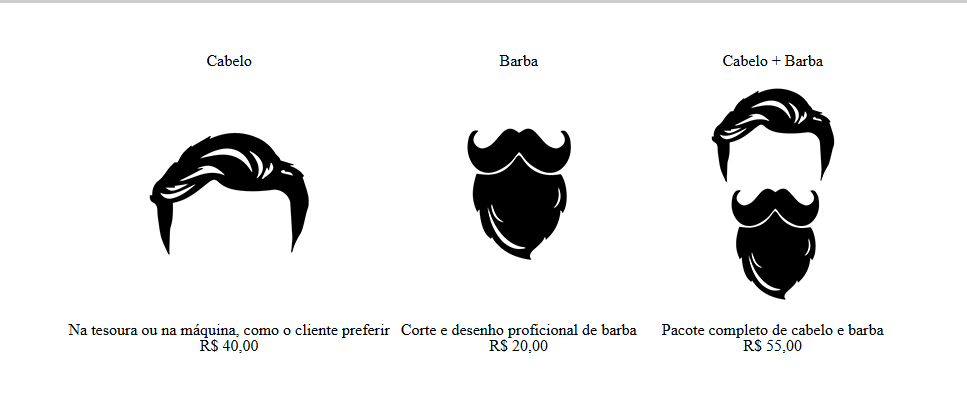 Cabelo
Barba
Cabelo + Barba
Na tesoura ou na máquina, como o cliente preferir
R$ 40,00
Corte e desenho proficional de barba
R$ 20,00
Pacote completo de cabelo e barba
R$ 55,00